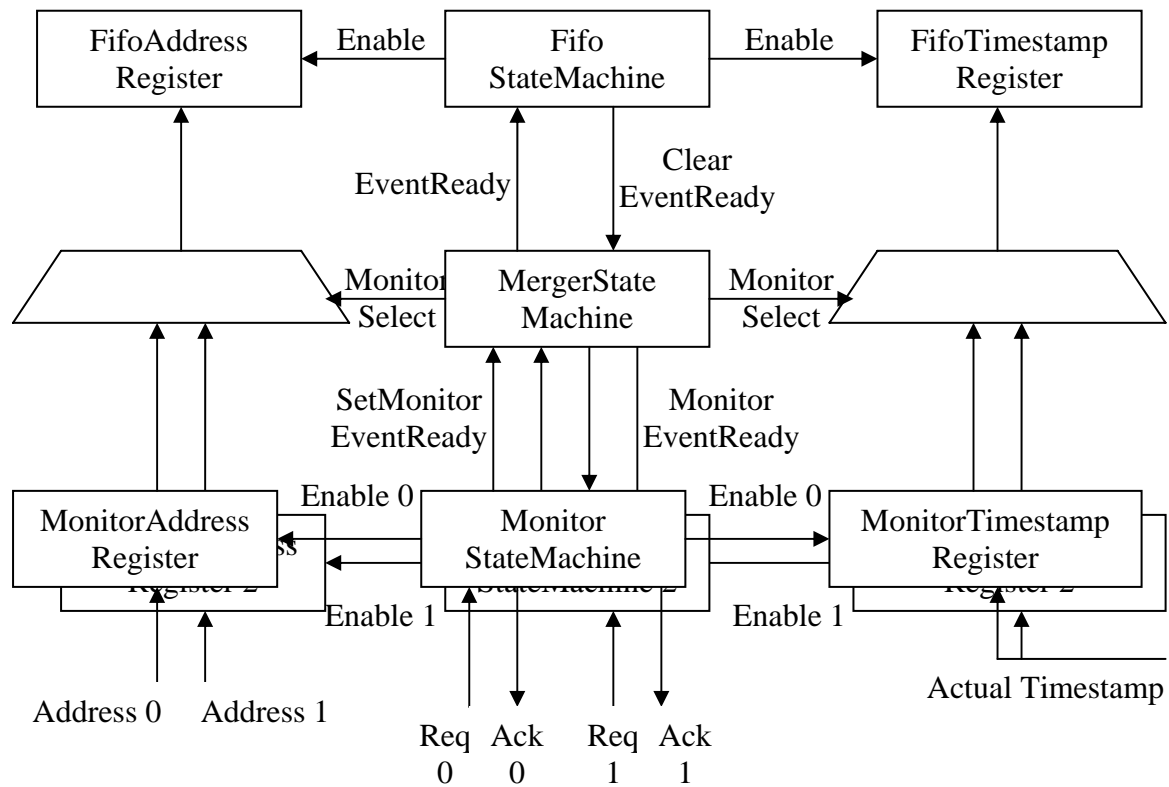 FifoAddress
Register
Enable
Fifo
StateMachine
Enable
FifoTimestamp
Register
EventReady
Clear
EventReady
Monitor
Select
MergerState
Machine
Monitor
Select
SetMonitor
EventReady
Monitor
EventReady
Enable 0
Enable 0
MonitorAddress
Register
Monitor
StateMachine
MonitorTimestamp
Register
Register 2
StateMachine 2
Register 2
Enable 1
Enable 1
Address 0
Address 1
Actual Timestamp
Req
0
Ack
0
Req
1
Ack
1